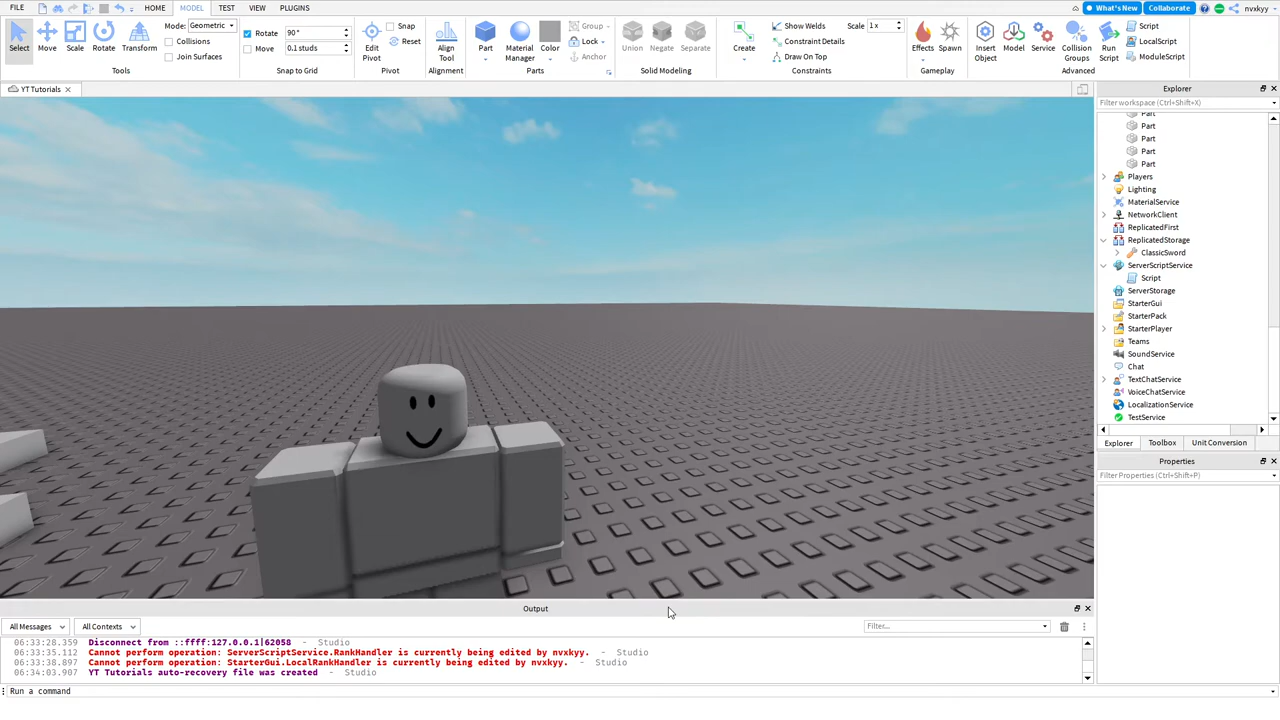 FILE HOME MODEL TEST VIEW PLUGINS What's New Collaborate nvxkyy
Select Move Scale Rotate Transform
Mode: Geometric
Collisions
Join Surfaces
Tools
Rotate 90°
Move 0.1 studs
Snap to Grid
Edit
Pivot
Snap
Reset
Pivot
Align
Tool
Alignment
Part Material
Manager Color
Group
Lock
Anchor
Parts
Union Negate Separate
Solid Modeling
Create
Show Welds Scale 1 x
Constraint Details
Draw On Top
Constraints
Effects Spawn
Gameplay
Insert
Object Model Service Collision
Groups Run
Script
Script
LocalScript
ModuleScript
Advanced
YT Tutorials
Explorer
Filter workspace (Ctrl+Shift+X)
Part
Part
Part
Part
Part
Players
Lighting
MaterialService
NetworkClient
ReplicatedFirst
ReplicatedStorage
ClassicSword
ServerScriptService
Script
ServerStorage
StarterGui
StarterPack
StarterPlayer
Teams
SoundService
Chat
TextChatService
VoiceChatService
LocalizationService
TestService
Explorer Toolbox Unit Conversion
Properties
Filter Properties (Ctrl+Shift+P)
Output
All Messages All Contexts Filter...
06:33:28.359 Disconnect from ::ffff:127.0.0.1|62058 - Studio
06:33:35.112 Cannot perform operation: ServerScriptService.RankHandler is currently being edited by nvxkyy. - Studio
06:33:38.897 Cannot perform operation: StarterGui.LocalRankHandler is currently being edited by nvxkyy. - Studio
06:34:03.907 YT Tutorials auto-recovery file was created - Studio
Run a command